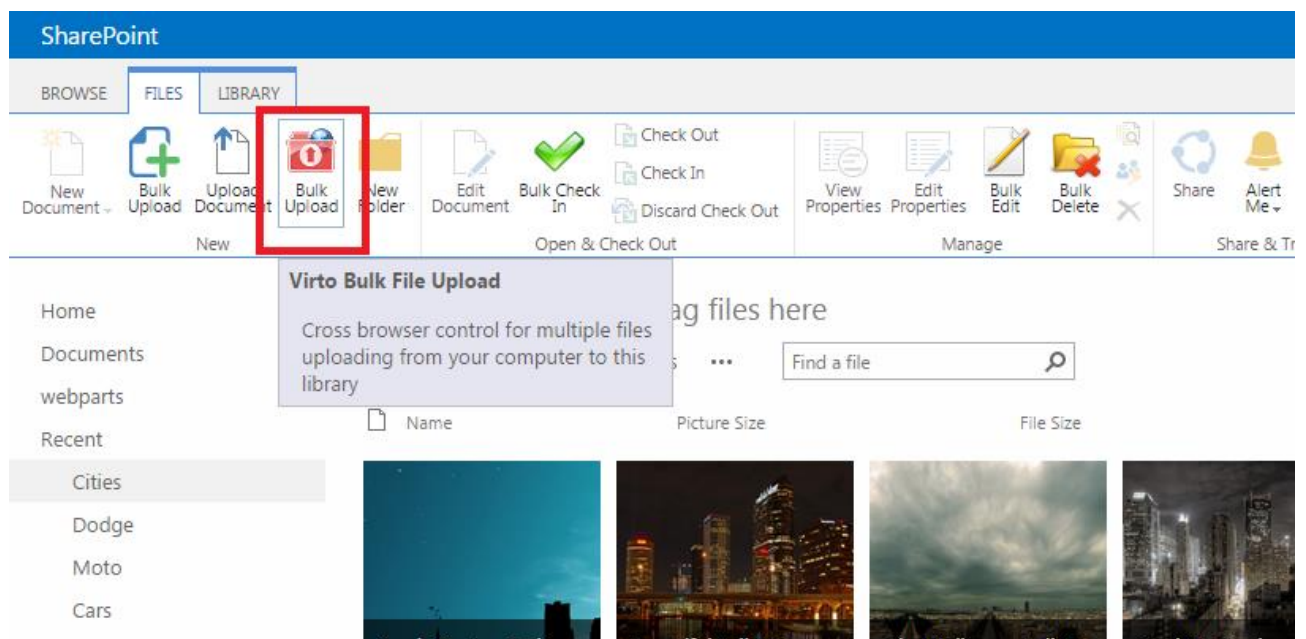 SharePoint
BROWSE FILES LIBRARY
New Document
Bulk Upload
Upload Document
Bulk Upload
New Folder
New
Edit Document
Bulk Check In
Check Out
Check In
Discard Check Out
Open & Check Out
View Properties
Edit Properties
Bulk Edit
Bulk Delete
Manage
Share
Alert Me
Share & Tr
Virto Bulk File Upload
Cross browser control for multiple files
uploading from your computer to this
library
ag files here
s ••• Find a file
Name Picture Size File Size
Home
Documents
webparts
Recent
Cities
Dodge
Moto
Cars